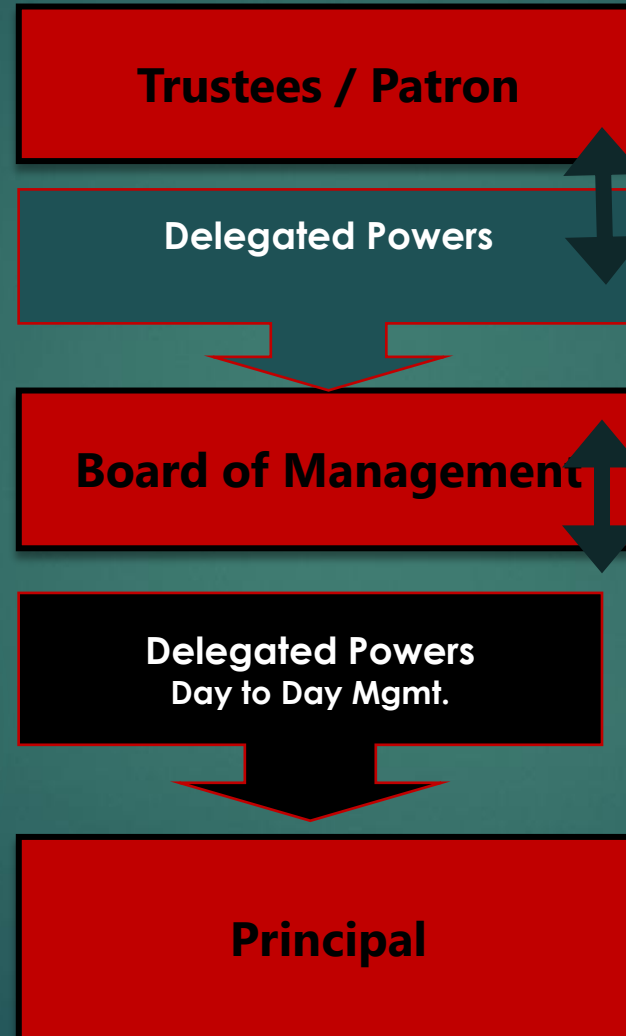 Trustees / Patron
Delegated Powers
Board of Management
Delegated Powers
Day to Day Mgmt.
Principal